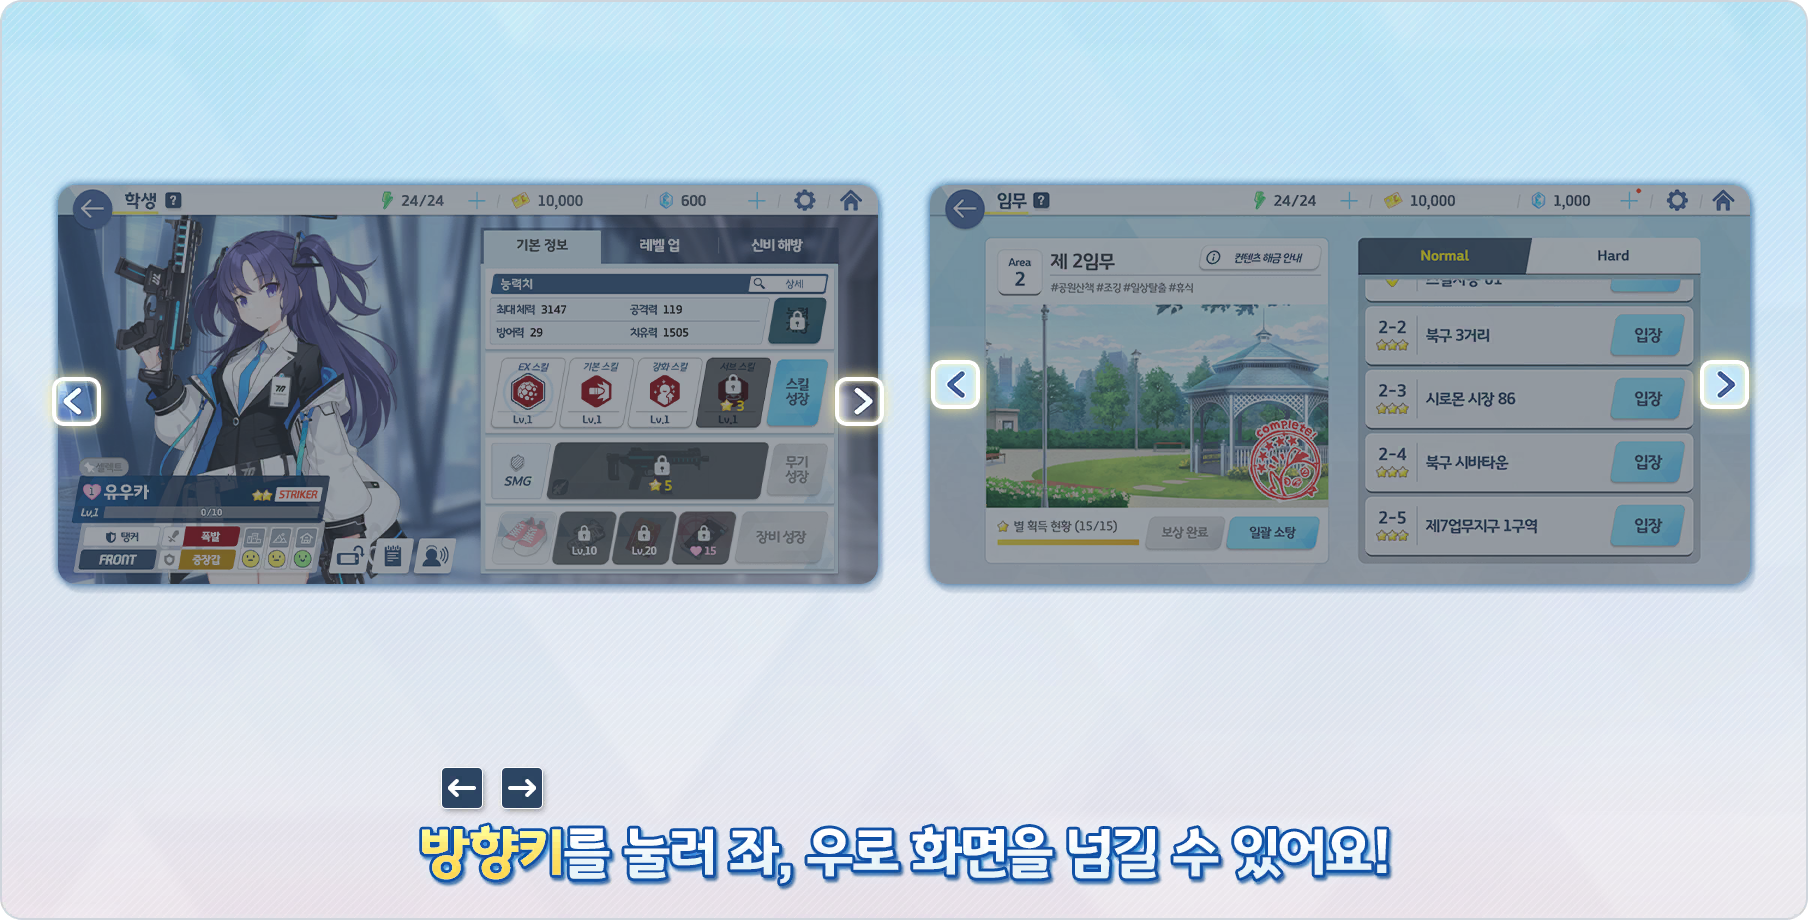 학생 ?
24/24
10,000
600
기본 정보
레벨 업
신비 해방
능력치
상세
최대 체력 3147
공격력 119
방어력 29
치유력 1505
EX 스킬
기본 스킬
강화 스킬
서브 스킬
3
Lv.1
Lv.1
Lv.1
Lv.1
스킬
성장
SMG
5
무기
성장
Lv.10
Lv.20
15
장비 성장
셀렉트
1 유우카
STRIKER
Lv.1
0/10
탱커
폭발
FRONT
중장갑
임무 ?
24/24
10,000
1,000
Area
2
제 2임무
컨텐츠 해금 안내
#공원산책 #조깅 #일상탈출 #휴식
complete!
별 획득 현황 (15/15)
보상 완료
일괄 소탕
Normal
Hard
2-2
북구 3거리
입장
2-3
시로몬 시장 86
입장
2-4
북구 시바타운
입장
2-5
제7업무지구 1구역
입장
방향키를 눌러 좌, 우로 화면을 넘길 수 있어요!